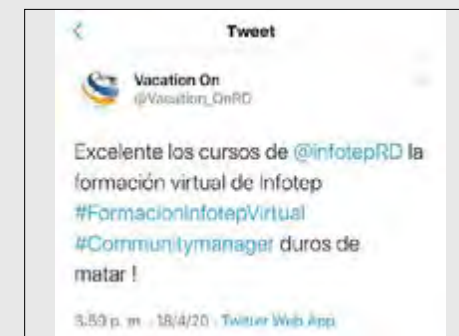 Tweet
Vacation On
@Vacation_OnRD
Excelente los cursos de @infotepRD la
formación virtual de Infotep
#FormacionInfotepVirtual
#Communitymanager duros de
matar !
3:59 p. m. · 18/4/20 · Twitter Web App